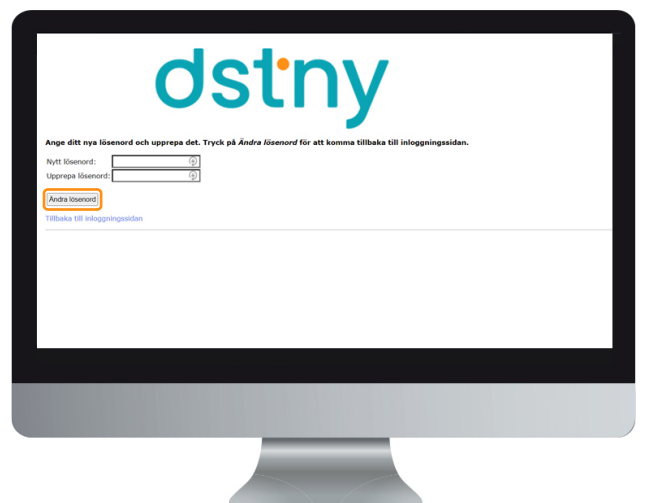 dstny
Ange ditt nya lösenord och upprepa det. Tryck på Ändra lösenord för att komma tillbaka till inloggningssidan.
Nytt lösenord:
Upprepa lösenord:
Ändra lösenord
Tillbaka till inloggningssidan